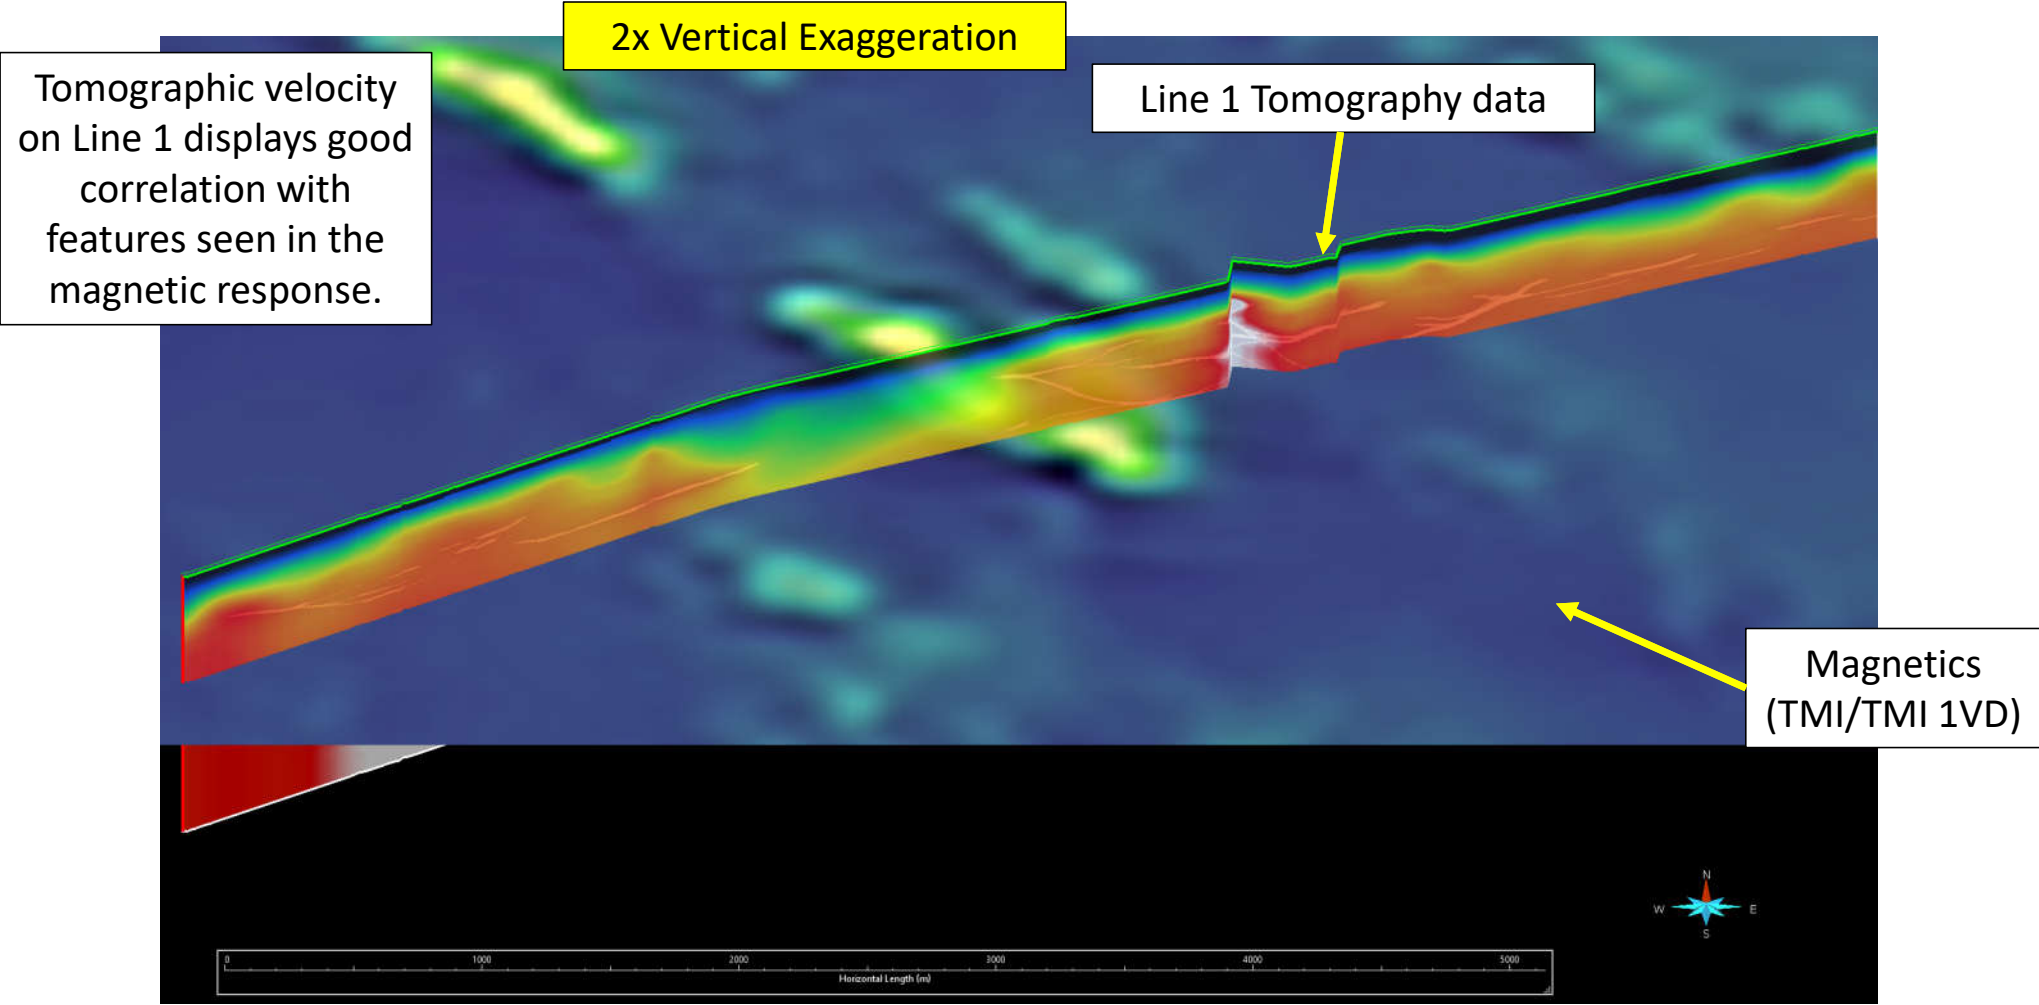 2x Vertical Exaggeration
Tomographic velocity
on Line 1 displays good
correlation with
features seen in the
magnetic response.
Line 1 Tomography data
Magnetics
(TMI/TMI 1VD)
N
W E
S
0 1000 2000 3000 4000 5000
Horizontal Length (m)